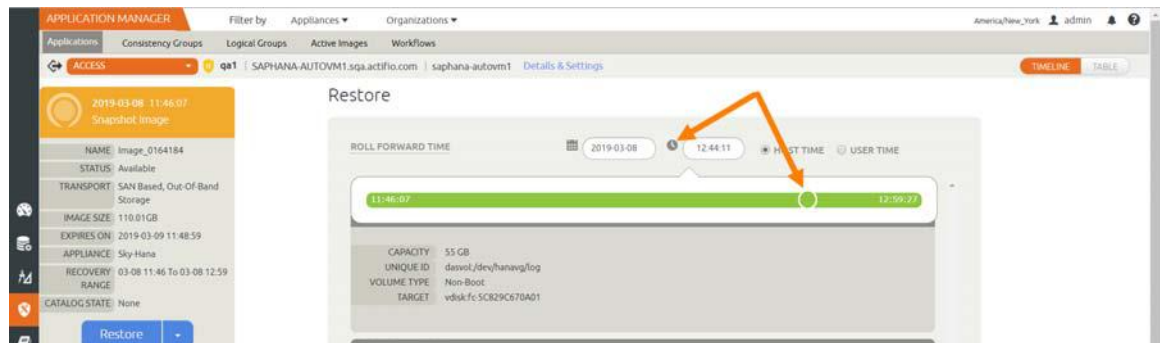 APPLICATION MANAGER Filter by Appliances ▾ Organizations ▾ America/New_York admin
Applications Consistency Groups Logical Groups Active Images Workflows
ACCESS qa1 SAPHANA-AUTOVM1.sqa.actifio.com saphana-autovm1 Details & Settings TIMELINE TABLE
2019-03-08 11:46:07
Snapshot Image
Restore
NAME Image_0164184
STATUS Available
TRANSPORT SAN Based, Out-Of-Band Storage
IMAGE SIZE 110.01GB
EXPIRES ON 2019-03-09 11:48:59
APPLIANCE Sky-Hana
RECOVERY RANGE 03-08 11:46 To 03-08 12:59
CATALOG STATE None
Restore
ROLL FORWARD TIME 2019-03-08 12:44:11 HOST TIME USER TIME
11:46:07 12:59:27
CAPACITY 55 GB
UNIQUE ID dasvol:/dev/hanavg/log
VOLUME TYPE Non-Boot
TARGET vdisk:fc-5C829C670A01